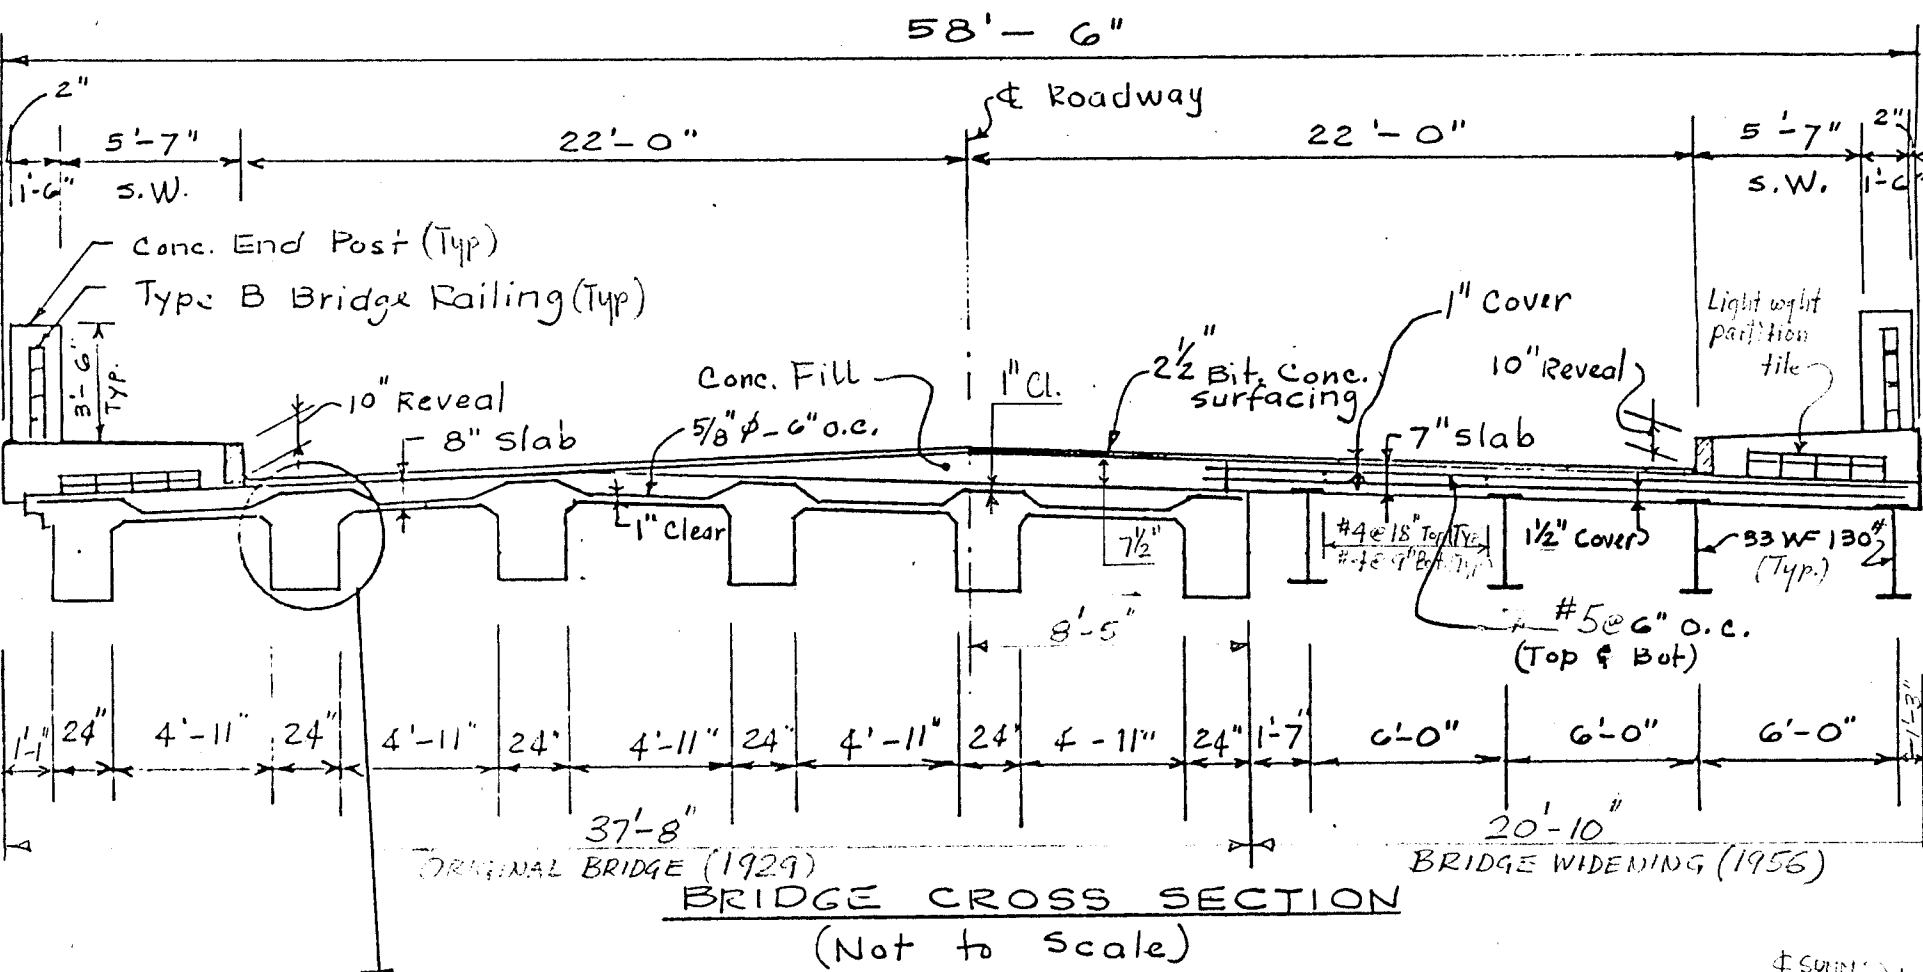 58'- 6"
2"
℄ Roadway
5'-7"
22'-0"
22'-0"
5'-7"
2"
1'-6"
S.W.
S.W.
Conc. End Post (Typ)
Type B Bridge Railing (Typ)
1" Cover
Light wght
partition
tile
3'-6"
TYP.
10" Reveal
Conc. Fill
1" Cl.
2½" Bit. Conc.
surfacing
10" Reveal
8" Slab
5/8" ϕ - 6" o.c.
7" Slab
1" Clear
7½"
#4@18" Top (Typ)
1½" Cover
33 WF 130#
(Typ.)
8'-5"
#5@6" O.C.
(Top & Bot)
1'-1"
24"
4'-11"
24"
4'-11"
24"
4'-11"
24"
4'-11"
24"
4-11"
24"
1'-7"
6'-0"
6'-0"
6'-0"
1'-3"
37'-8"
20'-10"
ORIGINAL BRIDGE (1929)
BRIDGE WIDENING (1956)
BRIDGE CROSS SECTION
(Not to Scale)